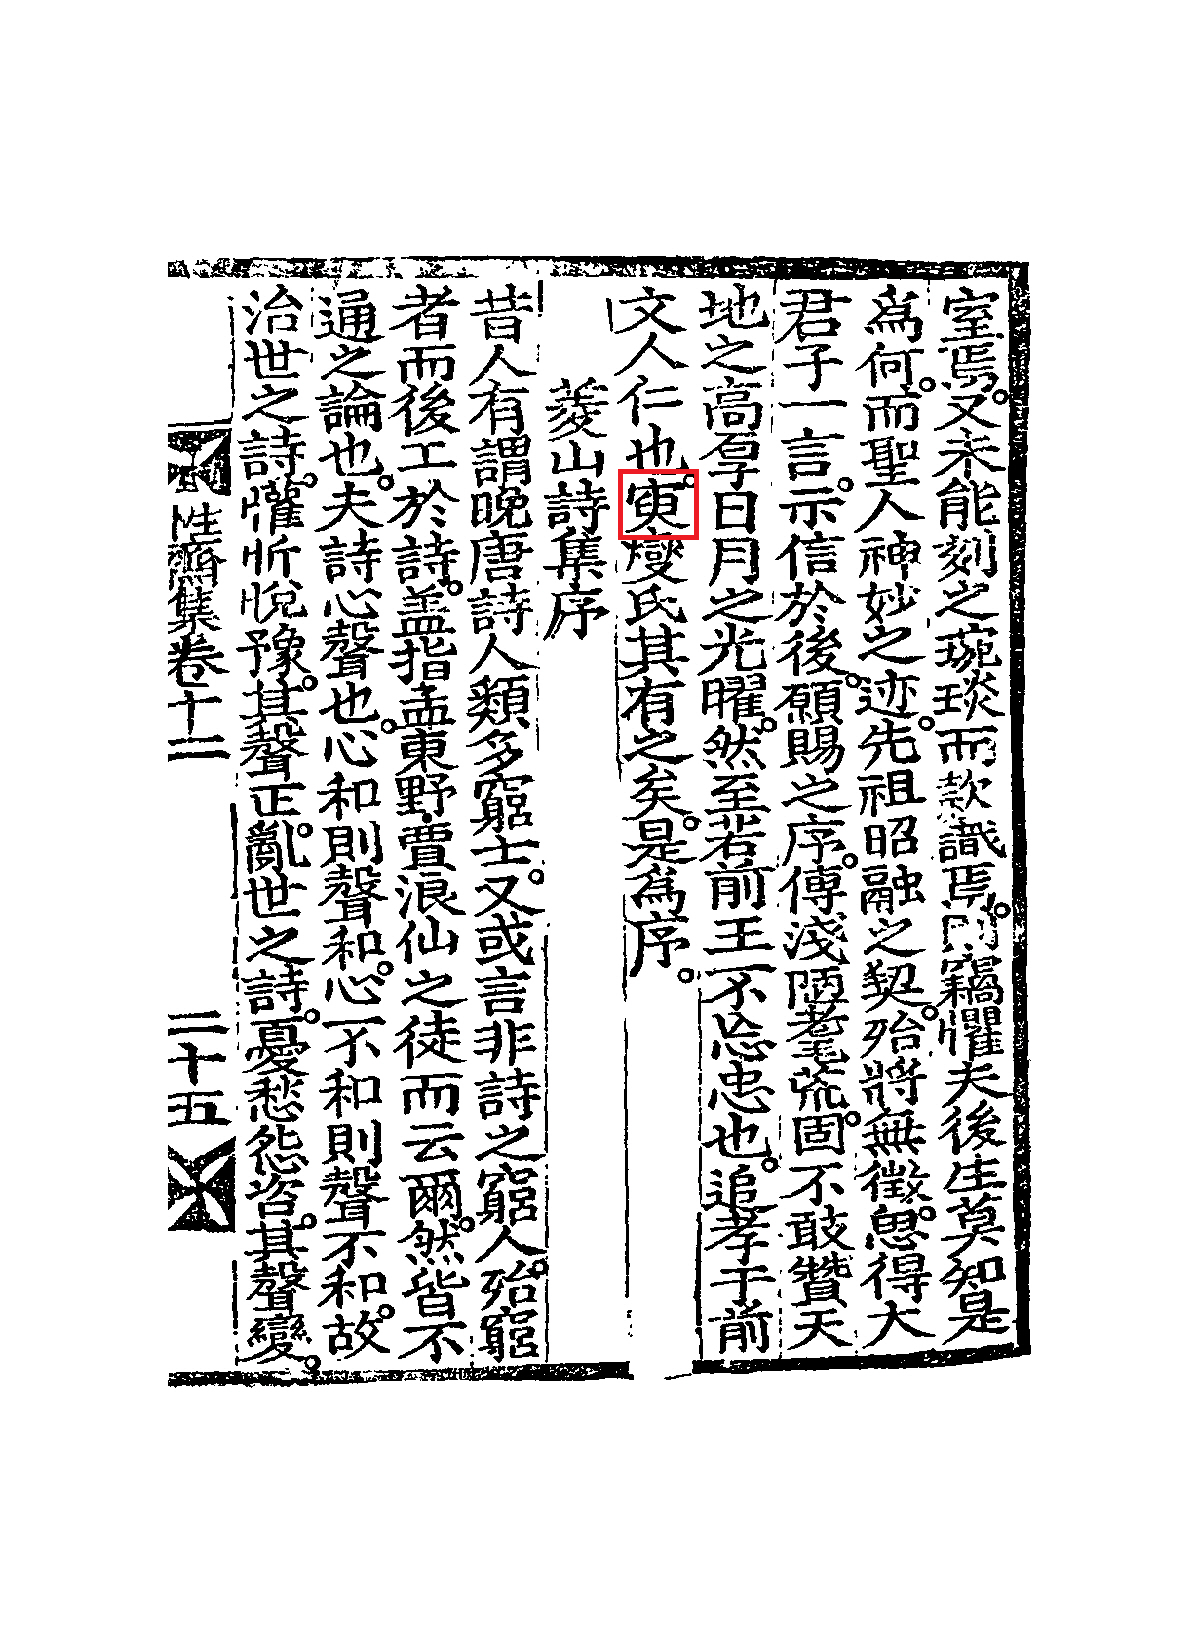 室焉。又未能刻之琬琰而款識焉。竊懼夫後生莫知是
爲何。而聖人神妙之迹。先祖昭融之契。殆將無徵。思得大
君子一言。示信於後。願賜之序。傳淺陋耄荒。固不敢贊天
地之高厚日月之光曜。然至若前王不忘忠也。追孝于前
文人仁也。寅燮氏其有之矣。是爲序。
菱山詩集序
昔人有謂晚唐詩人類多窮士。又或言非詩之窮人。殆窮
者而後工於詩。盖指孟東野賈浪仙之徒而云爾。然皆不
通之論也。夫詩心聲也。心和則聲和。心不和則聲不和。故
治世之詩。懽忻悅豫。其聲正。亂世之詩。憂愁怨咨。其聲變。
性齋集卷十二 二十五